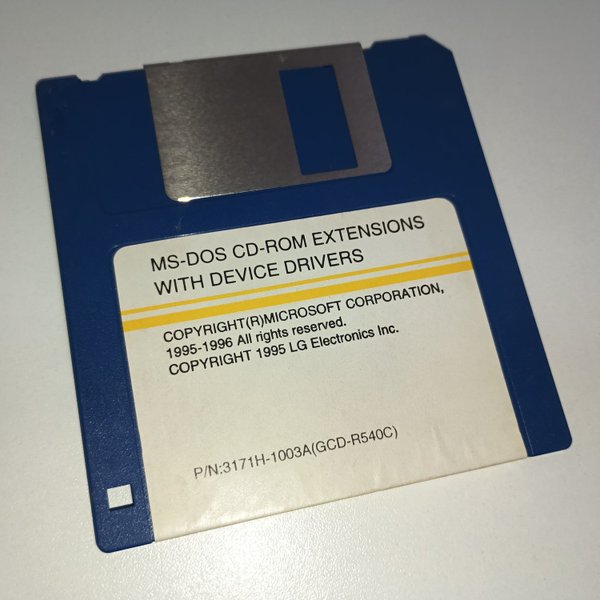 MS-DOS CD-ROM EXTENSIONS
WITH DEVICE DRIVERS
COPYRIGHT(R)MICROSOFT CORPORATION,
1995-1996 All rights reserved.
COPYRIGHT 1995 LG Electronics Inc.
P/N:3171H-1003A(GCD-R540C)